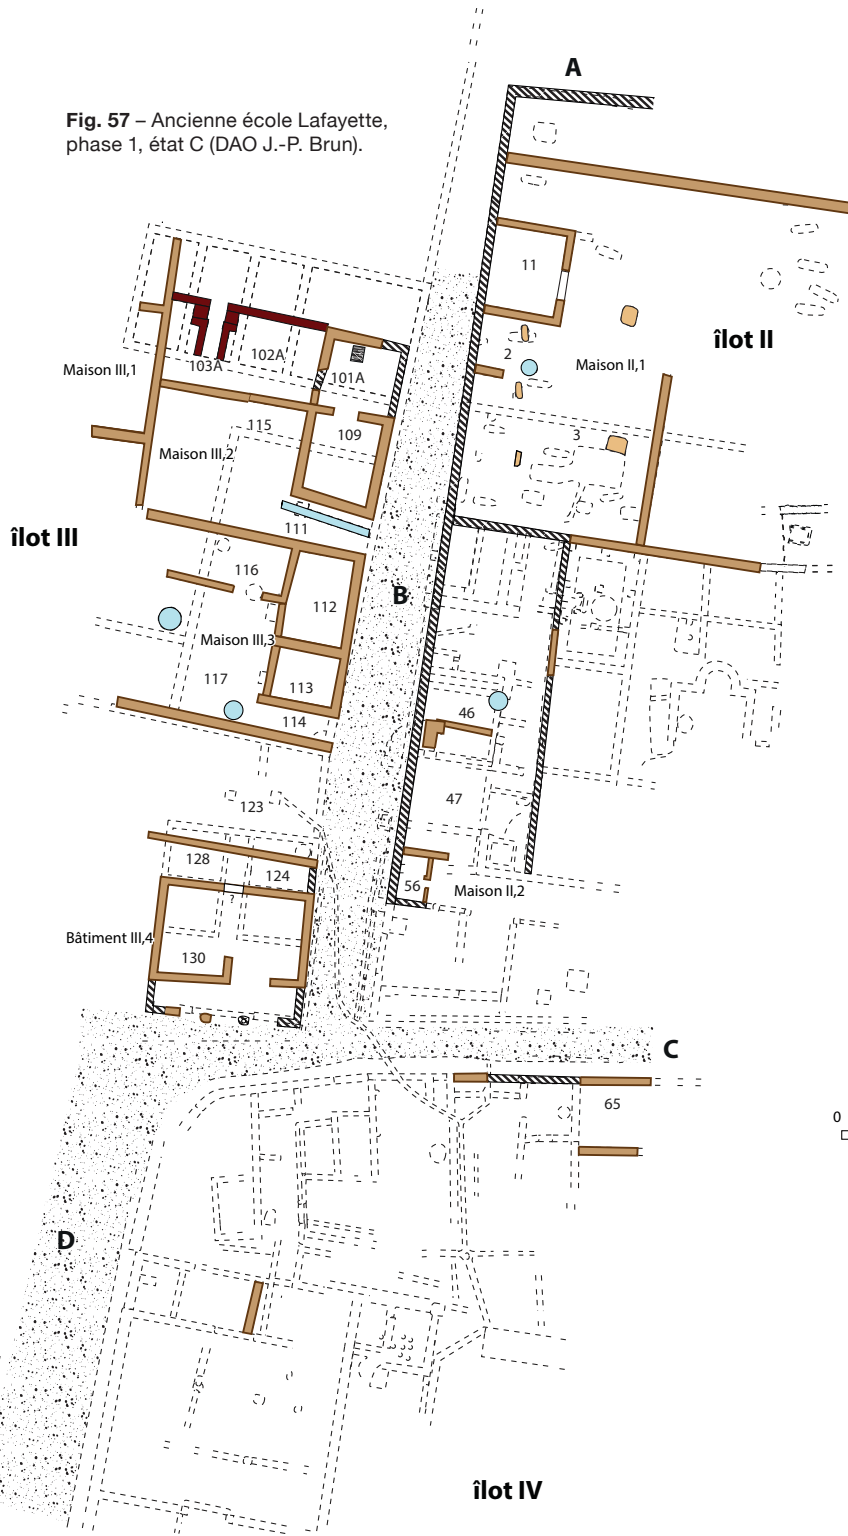 A
Fig. 57 – Ancienne école Lafayette,
phase 1, état C (DAO J.-P. Brun).
11
îlot II
2
Maison II,1
Maison III,1
103A
102A
101A
115
109
3
Maison III,2
111
îlot III
116
B
112
Maison III,3
117
113
114
46
47
123
128
124
56
Maison II,2
?
Bâtiment III,4
130
C
65
0
D
îlot IV